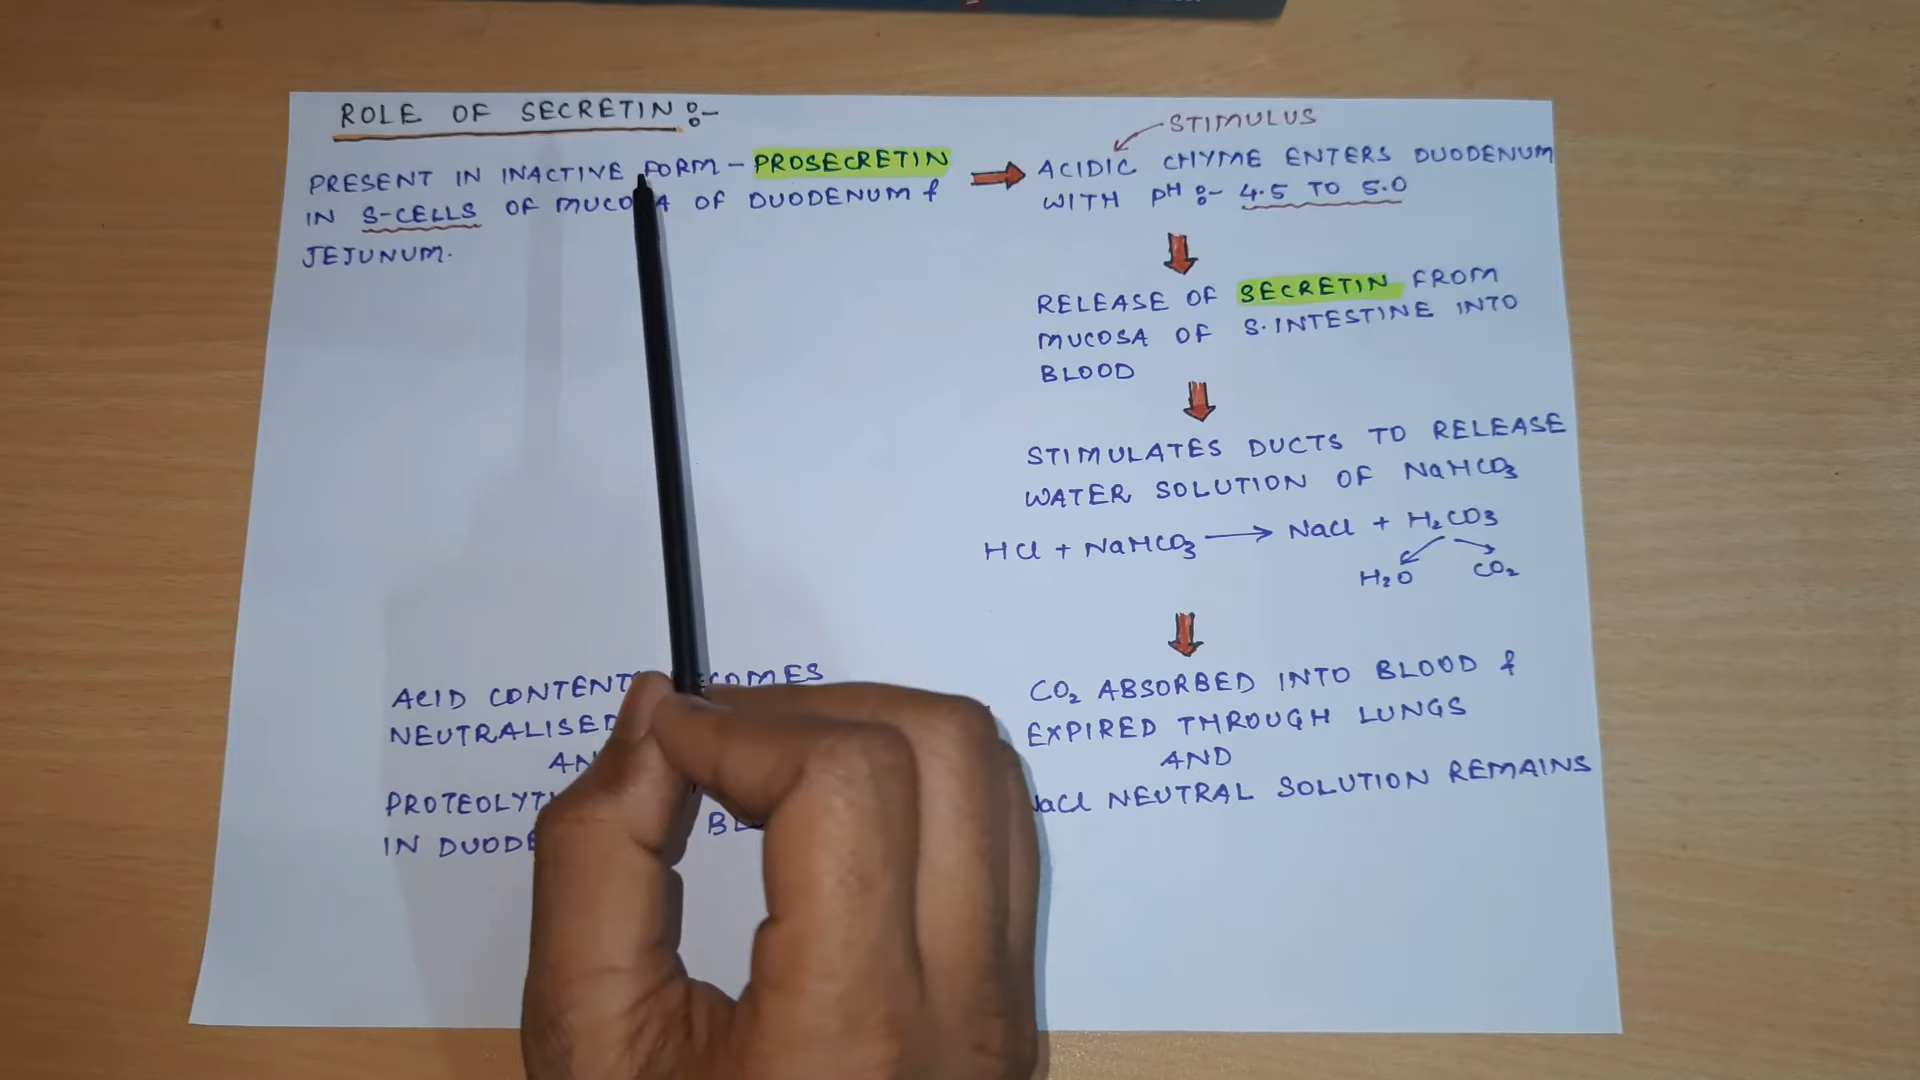 ROLE OF SECRETIN :-
PRESENT IN INACTIVE FORM - PROSECRETIN
IN S-CELLS OF MUCOSA OF DUODENUM &
JEJUNUM.
STIMULUS
ACIDIC CHYME ENTERS DUODENUM
WITH PH :- 4.5 TO 5.0
RELEASE OF SECRETIN FROM
MUCOSA OF S.INTESTINE INTO
BLOOD
STIMULATES DUCTS TO RELEASE
WATER SOLUTION OF NaHCO3
HCl + NaHCO3 → NaCl + H2CO3
H2O CO2
CO2 ABSORBED INTO BLOOD &
EXPIRED THROUGH LUNGS
AND
NaCl NEUTRAL SOLUTION REMAINS
ACID CONTENT
NEUTRALISED
IN